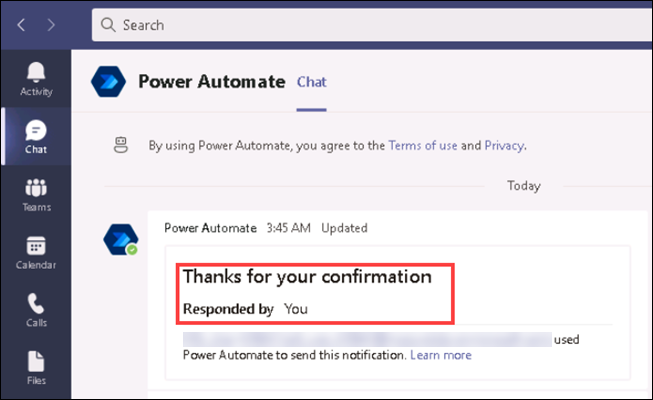 Search
Activity
Chat
Teams
Calendar
Calls
Files
Power Automate Chat
By using Power Automate, you agree to the Terms of use and Privacy.
Today
Power Automate 3:45 AM Updated
Thanks for your confirmation
Responded by You
used
Power Automate to send this notification. Learn more